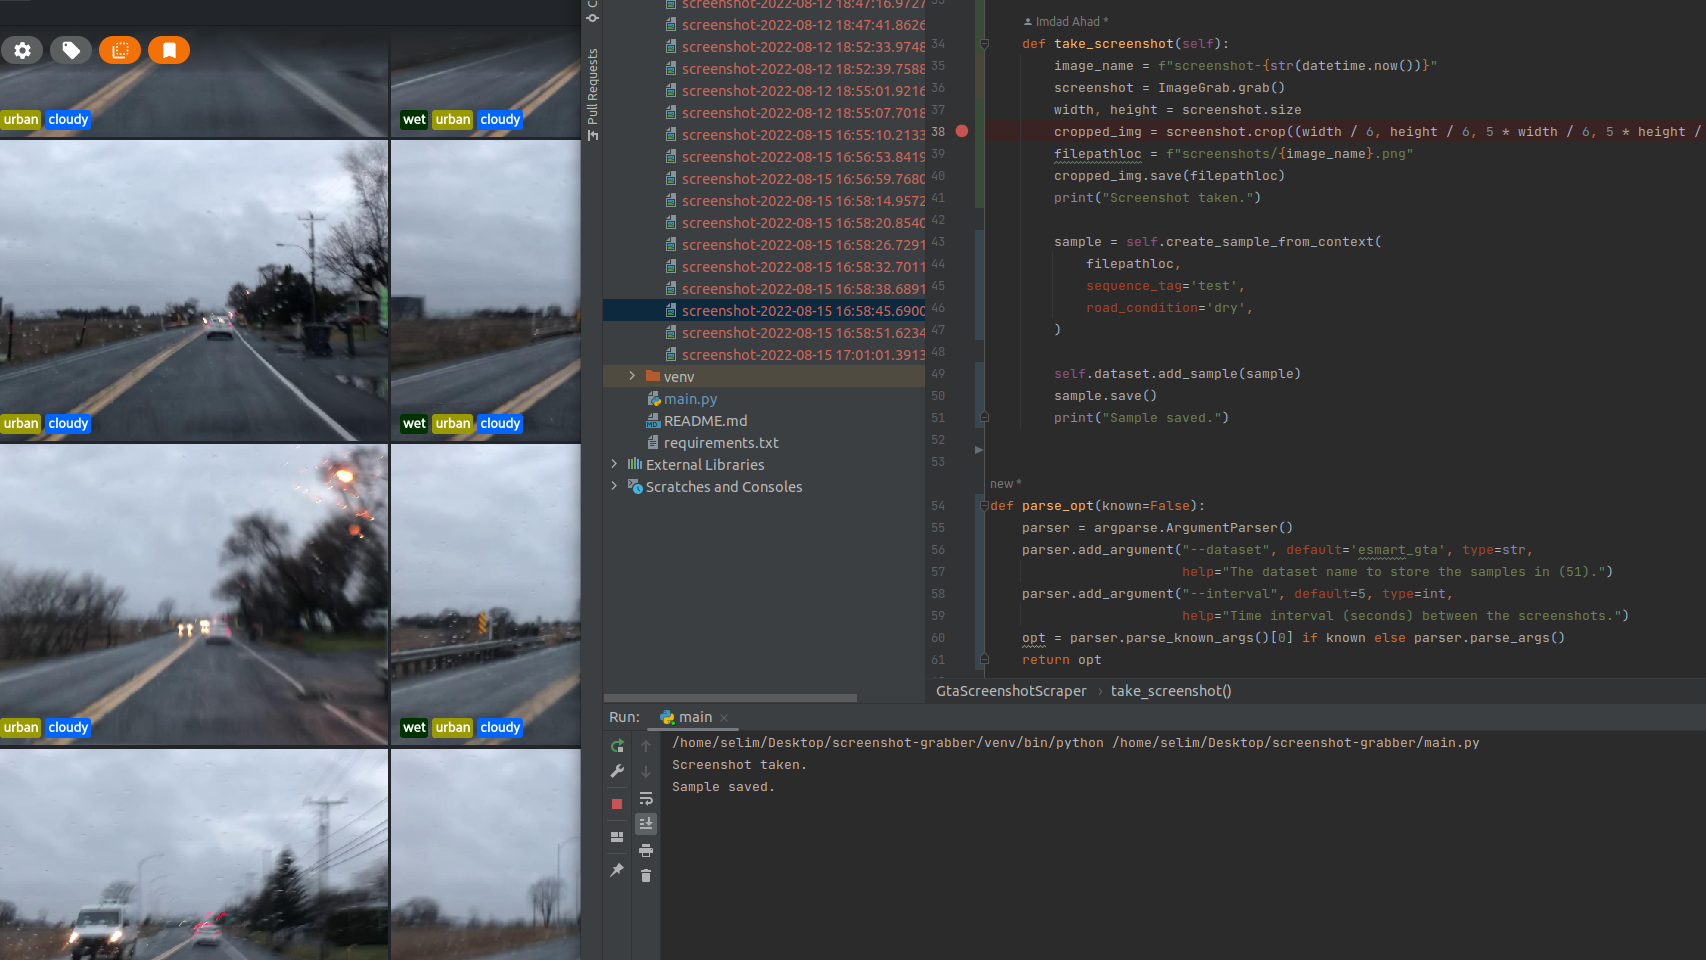 urban cloudy
wet urban cloudy
urban cloudy
wet urban cloudy
urban cloudy
wet urban cloudy
Pull Requests
screenshot-2022-08-12 18:47:16.9727
screenshot-2022-08-12 18:47:41.8626
screenshot-2022-08-12 18:52:33.9748
screenshot-2022-08-12 18:52:39.7588
screenshot-2022-08-12 18:55:01.9216
screenshot-2022-08-12 18:55:07.7018
screenshot-2022-08-15 16:55:10.2133
screenshot-2022-08-15 16:56:53.8419
screenshot-2022-08-15 16:56:59.7680
screenshot-2022-08-15 16:58:14.9572
screenshot-2022-08-15 16:58:20.8540
screenshot-2022-08-15 16:58:26.7291
screenshot-2022-08-15 16:58:32.7011
screenshot-2022-08-15 16:58:38.6891
screenshot-2022-08-15 16:58:45.6900
screenshot-2022-08-15 16:58:51.6234
screenshot-2022-08-15 17:01:01.3913
venv
main.py
README.md
requirements.txt
External Libraries
Scratches and Consoles
33
Imdad Ahad *
34 def take_screenshot(self):
35 image_name = f"screenshot-{str(datetime.now())}"
36 screenshot = ImageGrab.grab()
37 width, height = screenshot.size
38 cropped_img = screenshot.crop((width / 6, height / 6, 5 * width / 6, 5 * height /
39 filepathloc = f"screenshots/{image_name}.png"
40 cropped_img.save(filepathloc)
41 print("Screenshot taken.")
42
43 sample = self.create_sample_from_context(
44 filepathloc,
45 sequence_tag='test',
46 road_condition='dry',
47 )
48
49 self.dataset.add_sample(sample)
50 sample.save()
51 print("Sample saved.")
52
53
new *
54 def parse_opt(known=False):
55 parser = argparse.ArgumentParser()
56 parser.add_argument("--dataset", default='esmart_gta', type=str,
57 help="The dataset name to store the samples in (51).")
58 parser.add_argument("--interval", default=5, type=int,
59 help="Time interval (seconds) between the screenshots.")
60 opt = parser.parse_known_args()[0] if known else parser.parse_args()
61 return opt
GtaScreenshotScraper › take_screenshot()
Run: main
/home/selim/Desktop/screenshot-grabber/venv/bin/python /home/selim/Desktop/screenshot-grabber/main.py
Screenshot taken.
Sample saved.